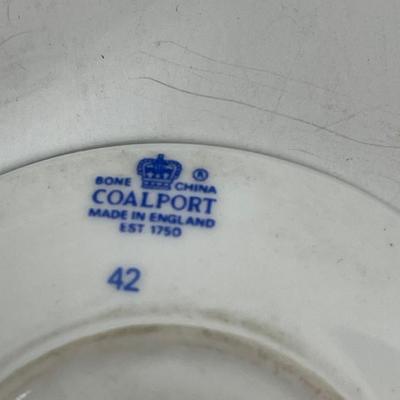 BONE CHINA ®
COALPORT
MADE IN ENGLAND
EST 1750
42